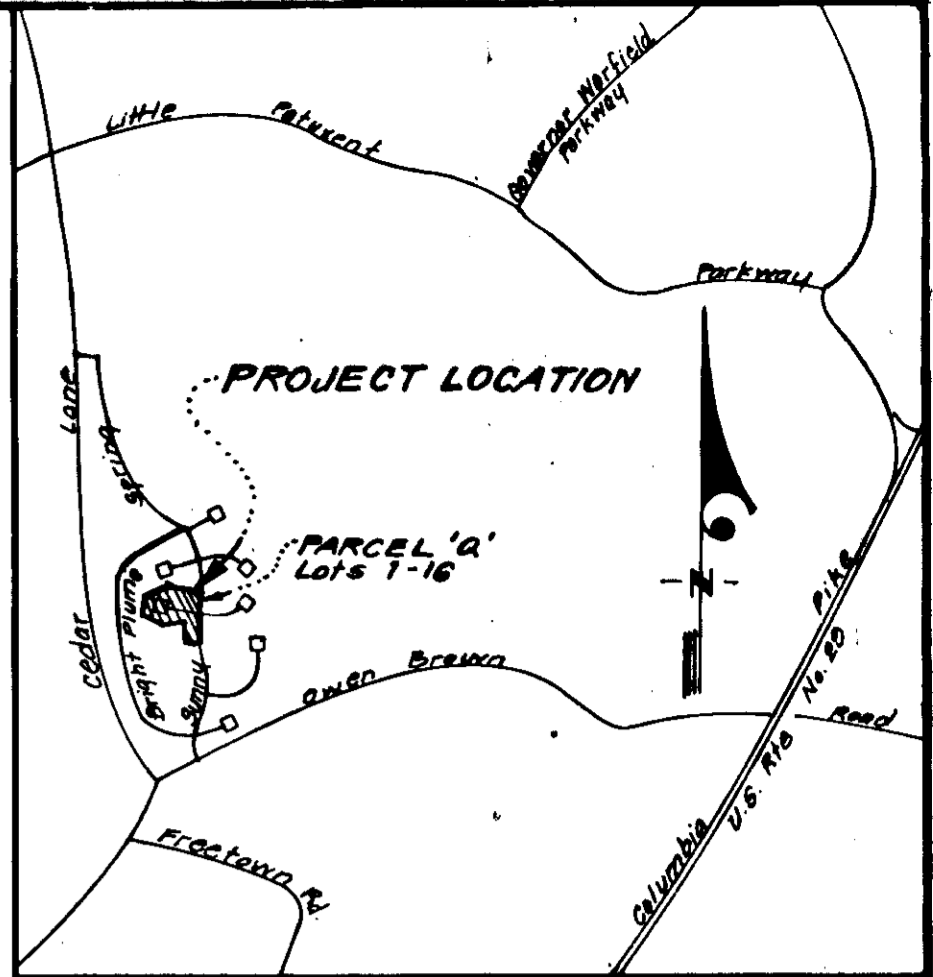 Little Patuxent Parkway
Governor Warfield
Parkway
PROJECT LOCATION
PARCEL 'Q'
Lots 1-16
Cedar Lane
Sunny Spring
Bright Plume
N
Owen Brown Road
Columbia Pike
U.S. Rte No. 29
Freetown Rd.